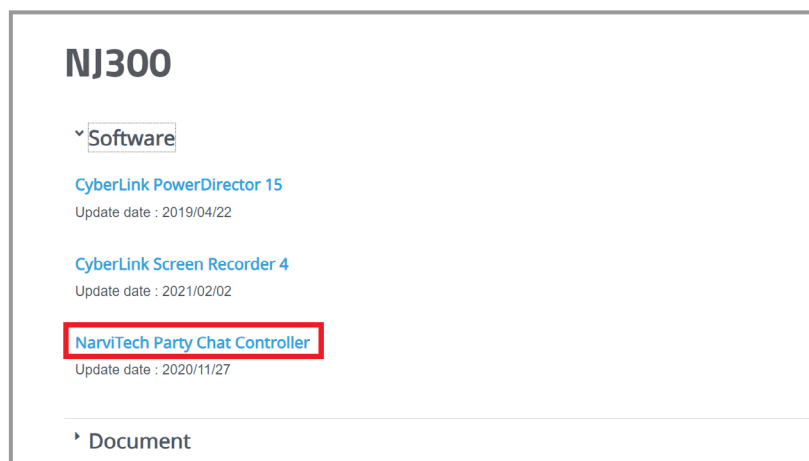 NJ300
Software
CyberLink PowerDirector 15
Update date : 2019/04/22
CyberLink Screen Recorder 4
Update date : 2021/02/02
NarviTech Party Chat Controller
Update date : 2020/11/27
Document